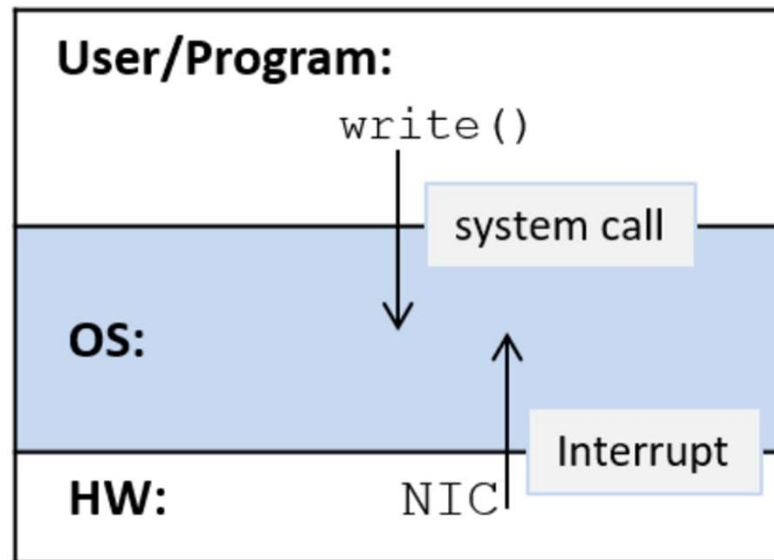 User/Program:
write()
system call
OS:
Interrupt
HW:
NIC